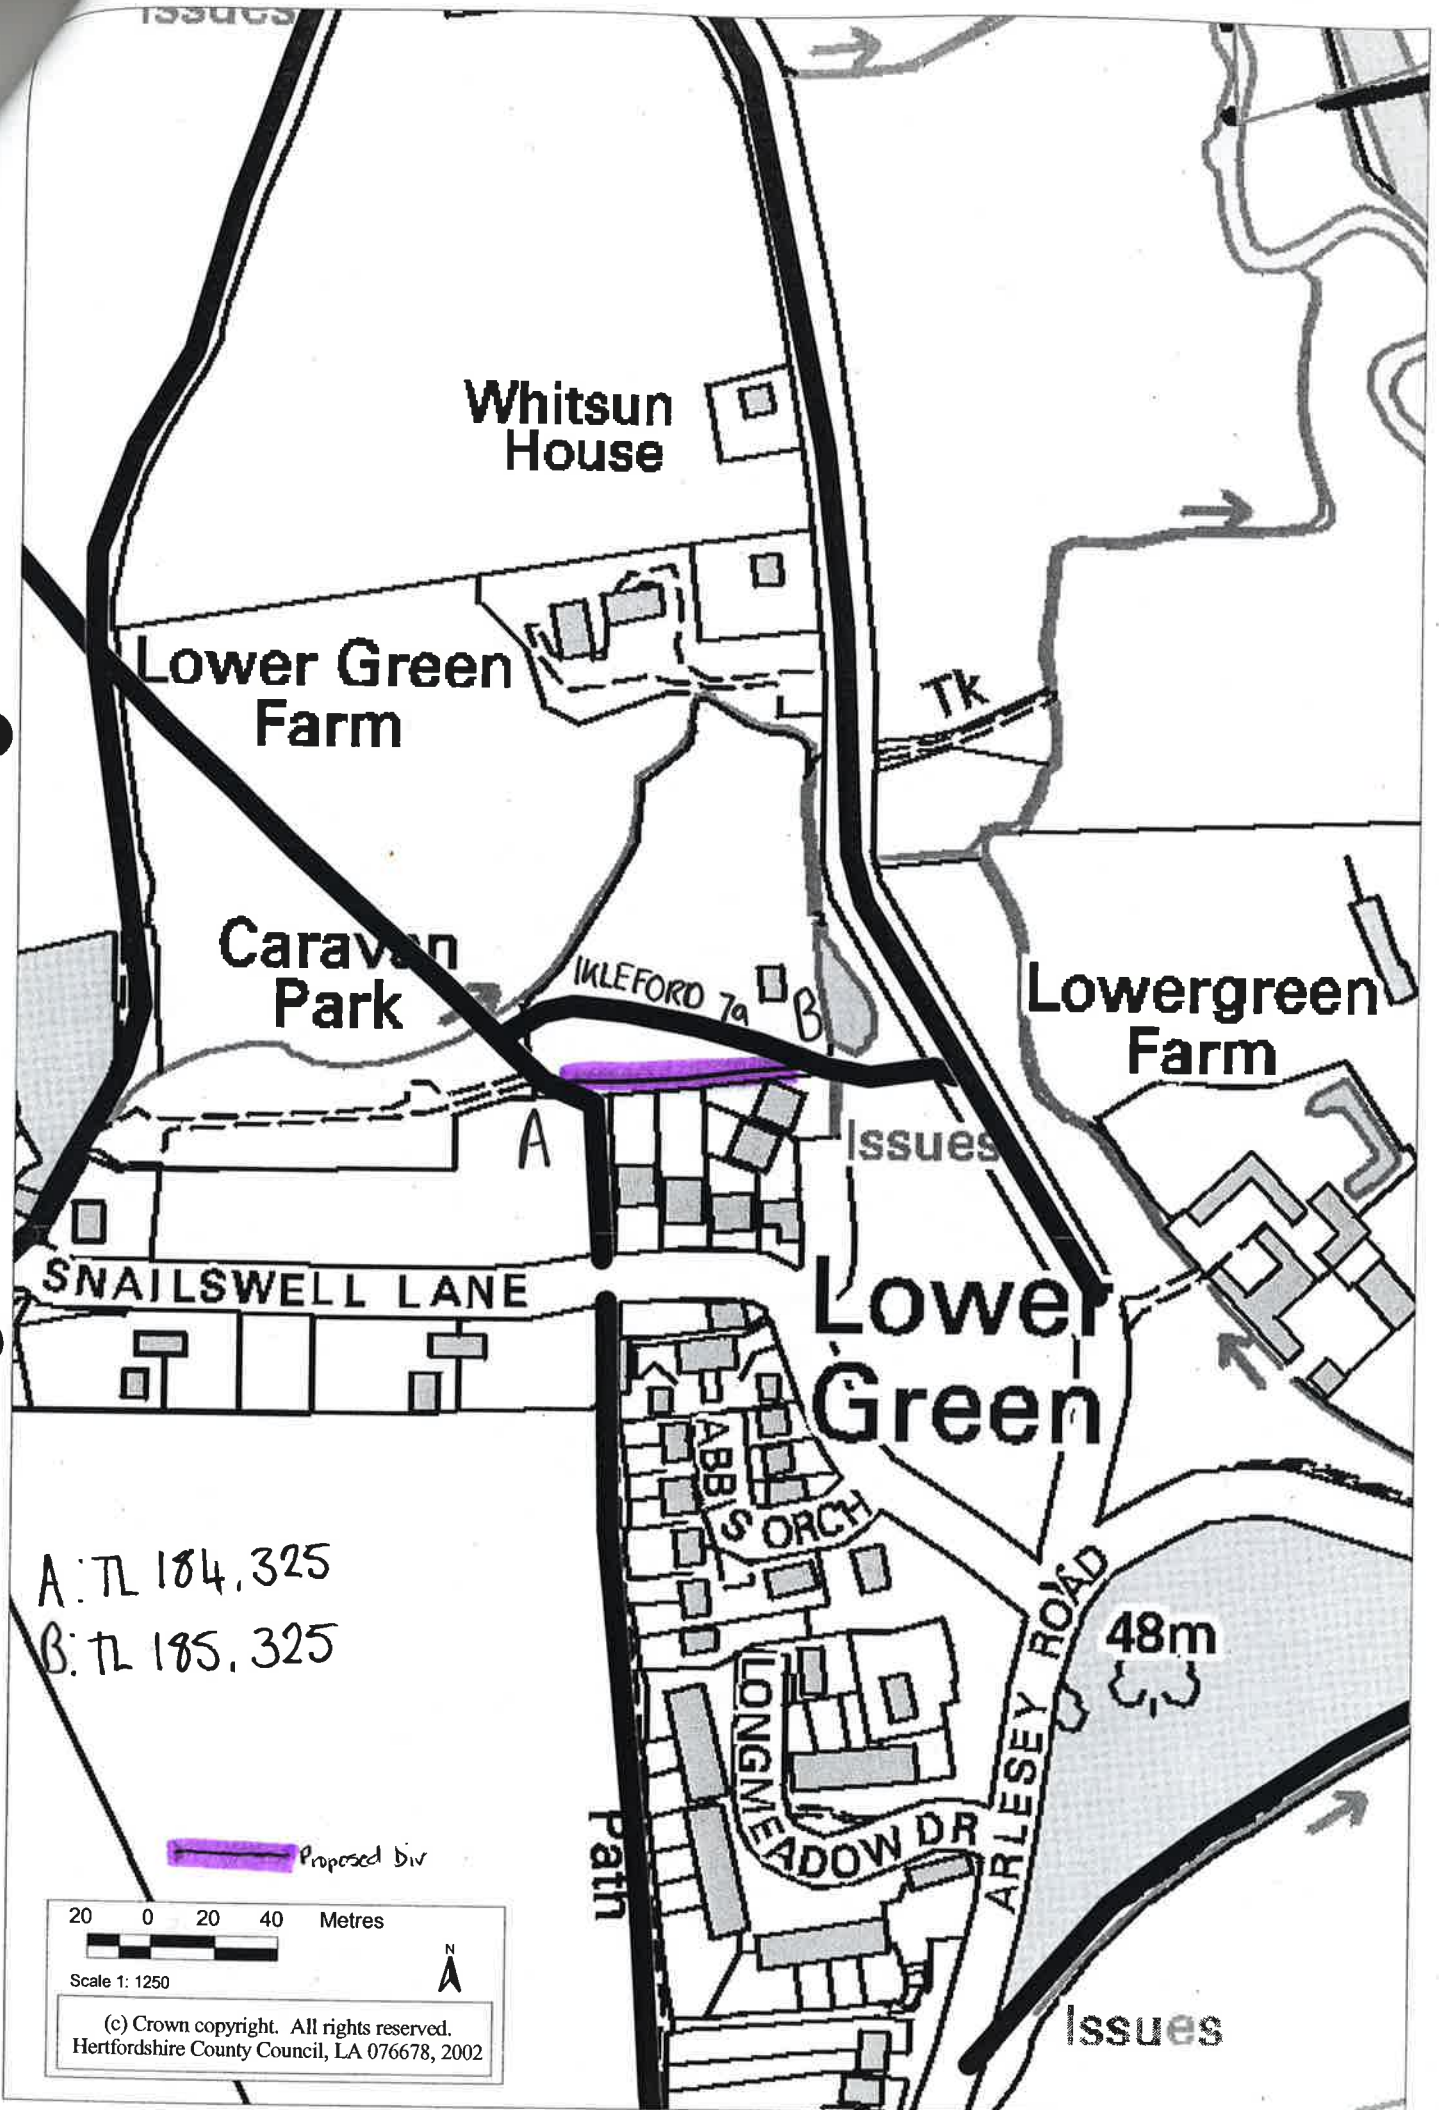 Issues
Whitsun
House
Lower Green
Farm
Tk
Caravan
Park
IKLEFORD 7a
B
Lowergreen
Farm
A
Issues
SNAILSWELL LANE
Lower
Green
ABBIS ORCH
A: TL 184,325
B: TL 185,325
ARLESEY ROAD
48m
LONGMEADOW DR
Path
Proposed Div
20 0 20 40 Metres
N
Scale 1: 1250
(c) Crown copyright. All rights reserved.
Hertfordshire County Council, LA 076678, 2002
Issues